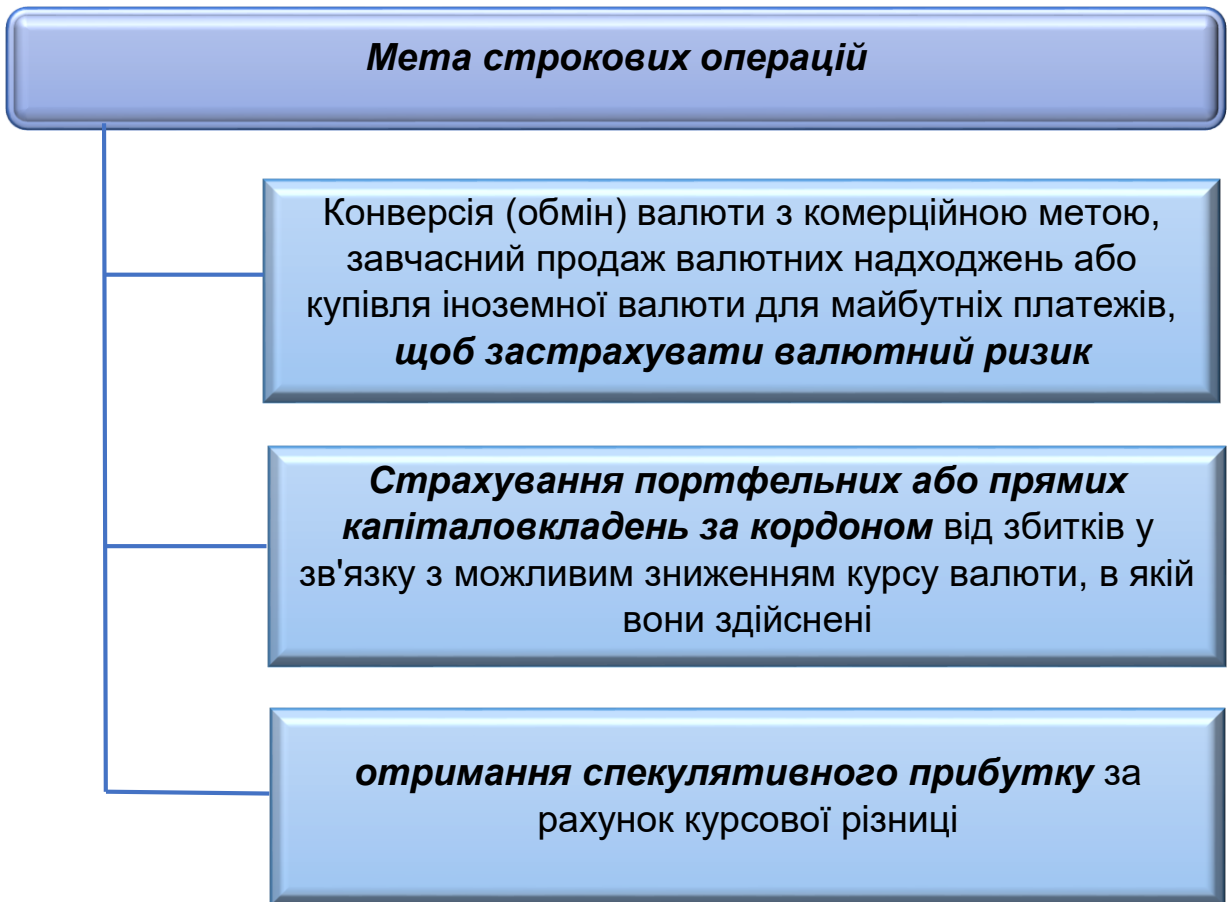 Мета строкових операцій
Конверсія (обмін) валюти з комерційною метою,
завчасний продаж валютних надходжень або
купівля іноземної валюти для майбутніх платежів,
щоб застрахувати валютний ризик
Страхування портфельних або прямих
капіталовкладень за кордоном від збитків у
зв'язку з можливим зниженням курсу валюти, в якій
вони здійснені
отримання спекулятивного прибутку за
рахунок курсової різниці